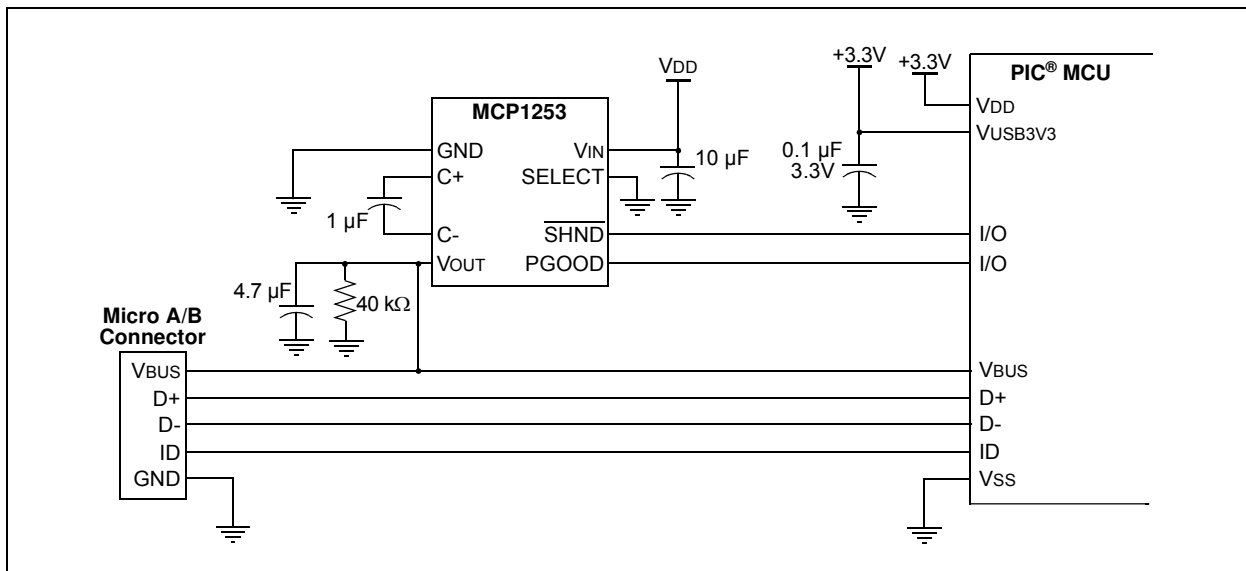 +3.3V
+3.3V
PIC® MCU
VDD
MCP1253
VDD
VUSB3V3
GND
VIN
10 µF
0.1 µF
3.3V
C+
SELECT
1 µF
C-
SHND
I/O
VOUT
PGOOD
I/O
4.7 µF
40 kΩ
Micro A/B
Connector
VBUS
VBUS
D+
D+
D-
D-
ID
ID
GND
VSS